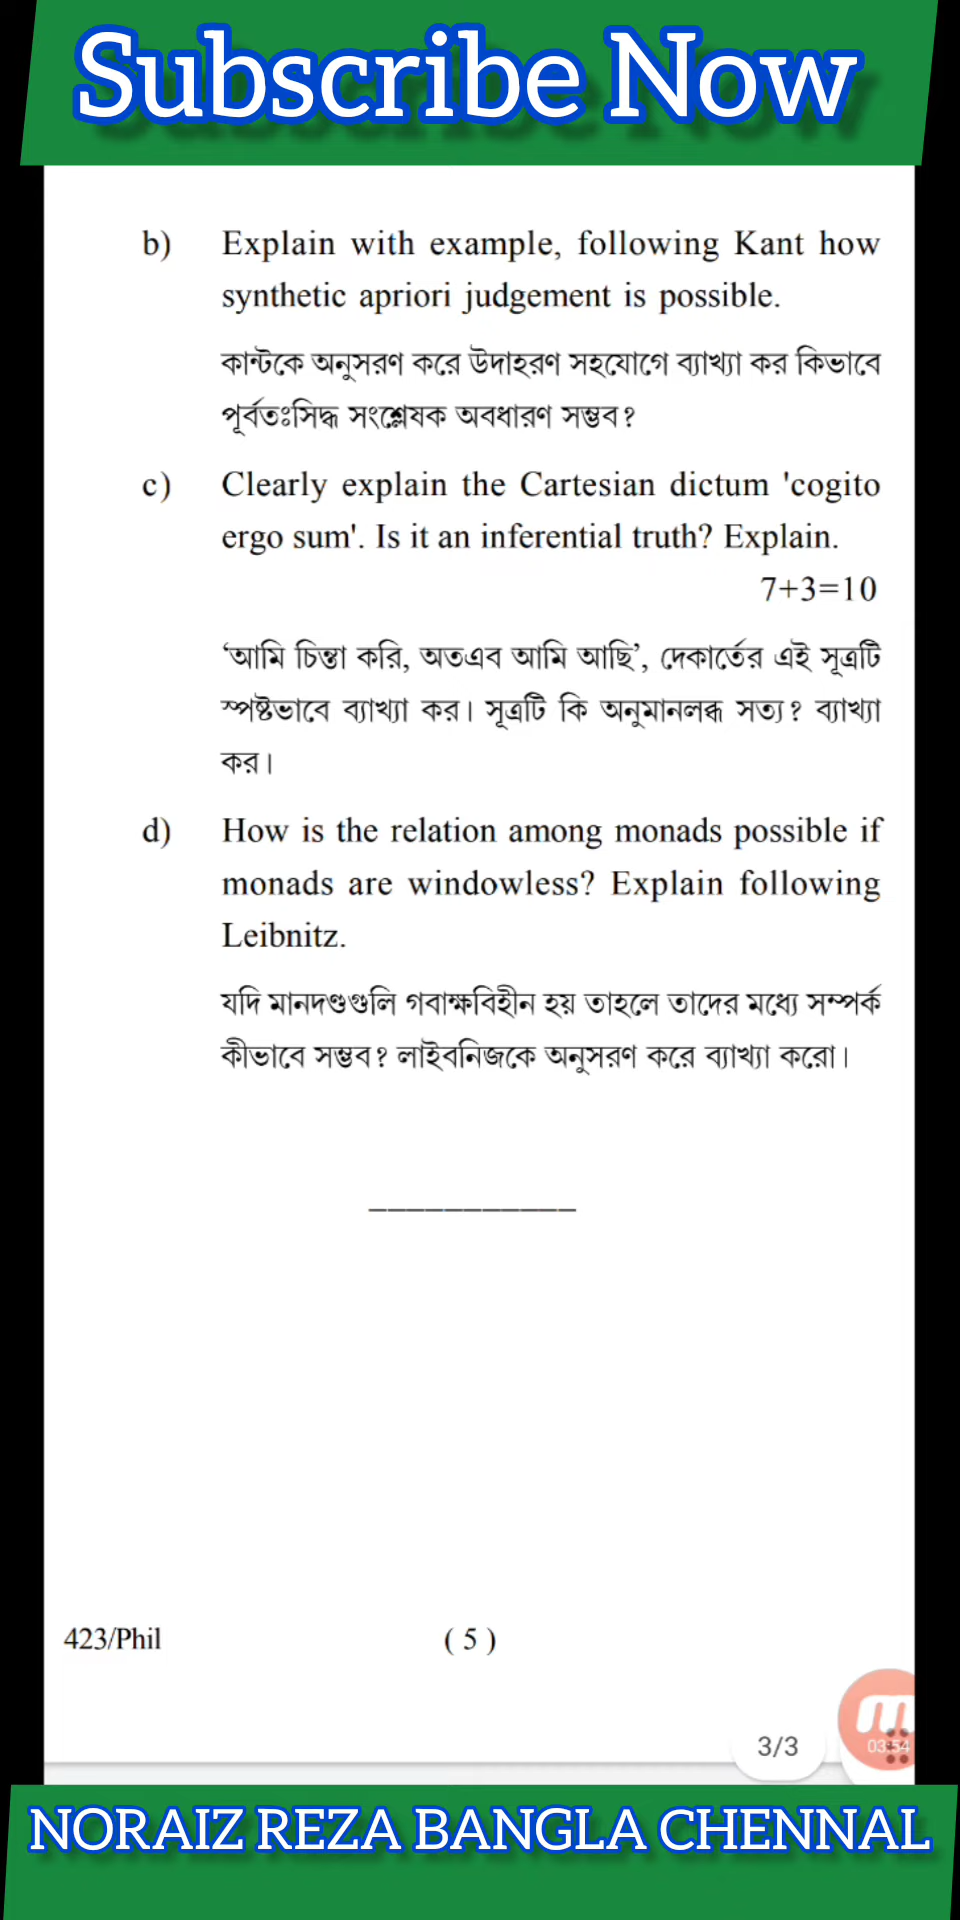 Subscribe Now
b) Explain with example, following Kant how
synthetic apriori judgement is possible.
কান্টকে অনুসরণ করে উদাহরণ সহযোগে ব্যাখ্যা কর কিভাবে
পূর্বতঃসিদ্ধ সংশ্লেষক অবধারণ সম্ভব?
c) Clearly explain the Cartesian dictum 'cogito
ergo sum'. Is it an inferential truth? Explain.
7+3=10
‘আমি চিন্তা করি, অতএব আমি আছি’, দেকার্তের এই সূত্রটি
স্পষ্টভাবে ব্যাখ্যা কর। সূত্রটি কি অনুমানলব্ধ সত্য? ব্যাখ্যা
কর।
d) How is the relation among monads possible if
monads are windowless? Explain following
Leibnitz.
যদি মানদণ্ডগুলি গবাক্ষবিহীন হয় তাহলে তাদের মধ্যে সম্পর্ক
কীভাবে সম্ভব? লাইবনিজকে অনুসরণ করে ব্যাখ্যা করো।
423/Phil ( 5 )
3/3
03:54
NORAIZ REZA BANGLA CHENNAL